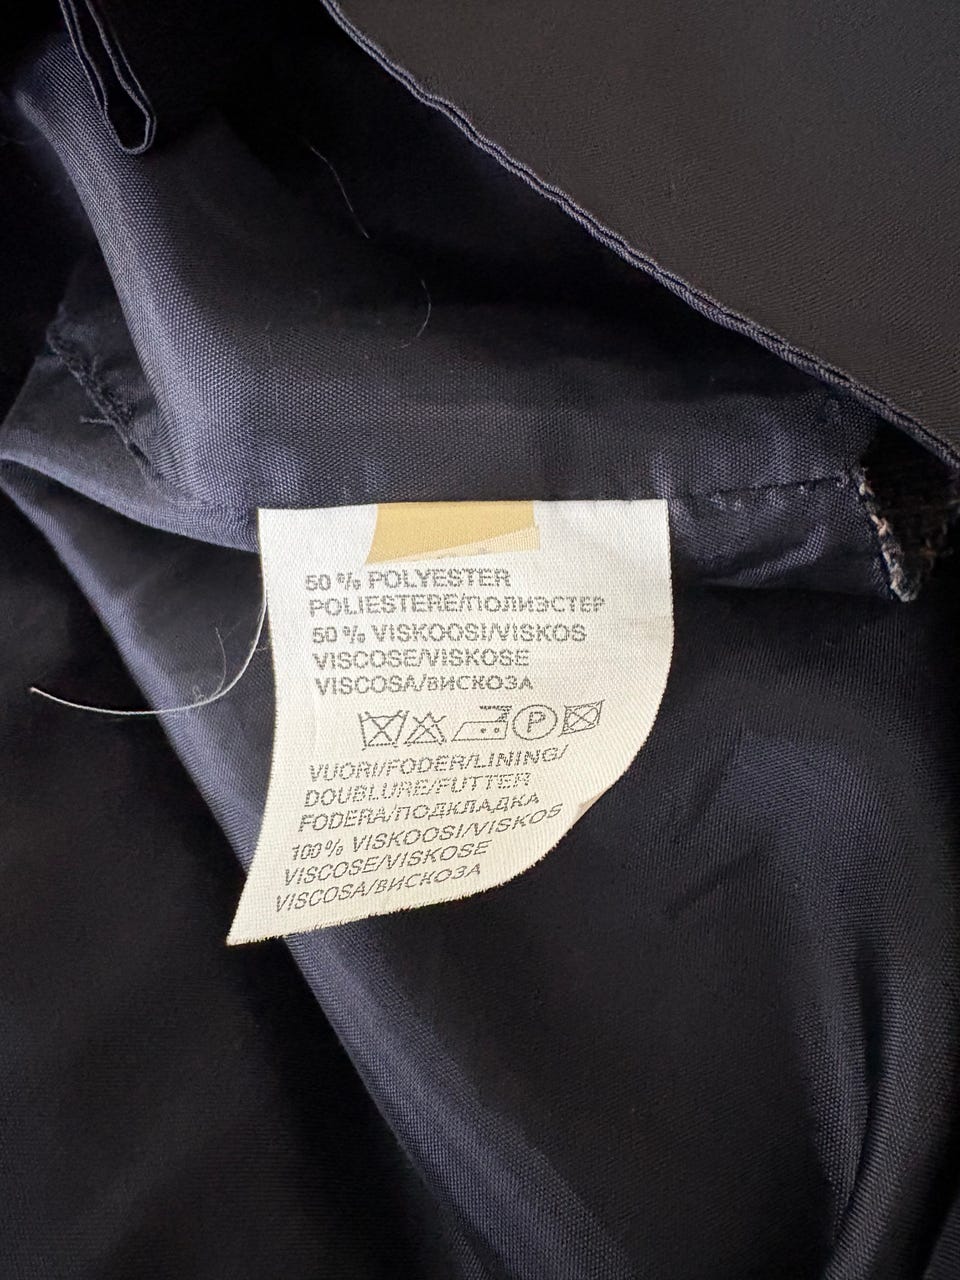 50 % POLYESTER
POLIESTERE/ПОЛИЭСТЕР
50 % VISKOOSI/VISKOS
VISCOSE/VISKOSE
VISCOSA/ВИСКОЗА
P
VUORI/FODER/LINING/
DOUBLURE/FUTTER
FODERA/ПОДКЛАДКА
100% VISKOOSI/VISKOS
VISCOSE/VISKOSE
VISCOSA/ВИСКОЗА